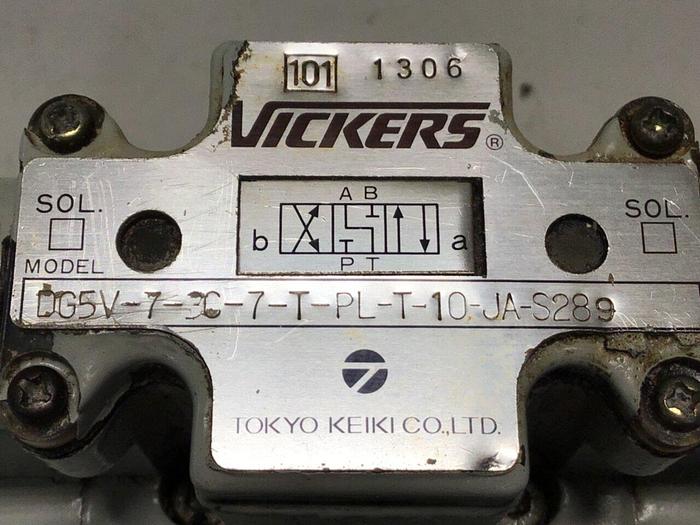 101 1306
VICKERS®
A B
SOL. SOL.
b a
P T
MODEL
DG5V-7-3C-7-T-PL-T-10-JA-S289
TOKYO KEIKI CO.,LTD.